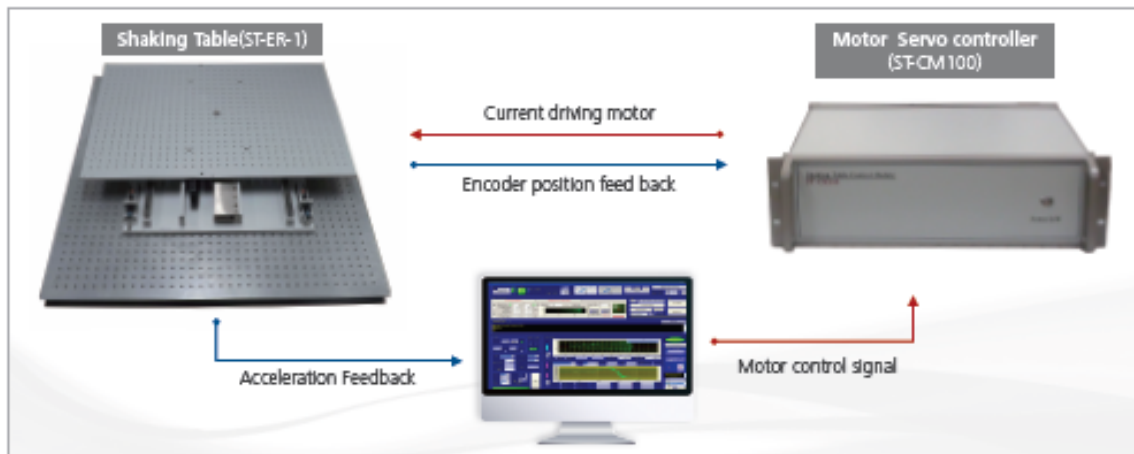 Shaking Table(ST-ER-1)
Motor Servo controller
(ST-CM100)
Current driving motor
Encoder position feed back
Acceleration Feedback
Motor control signal